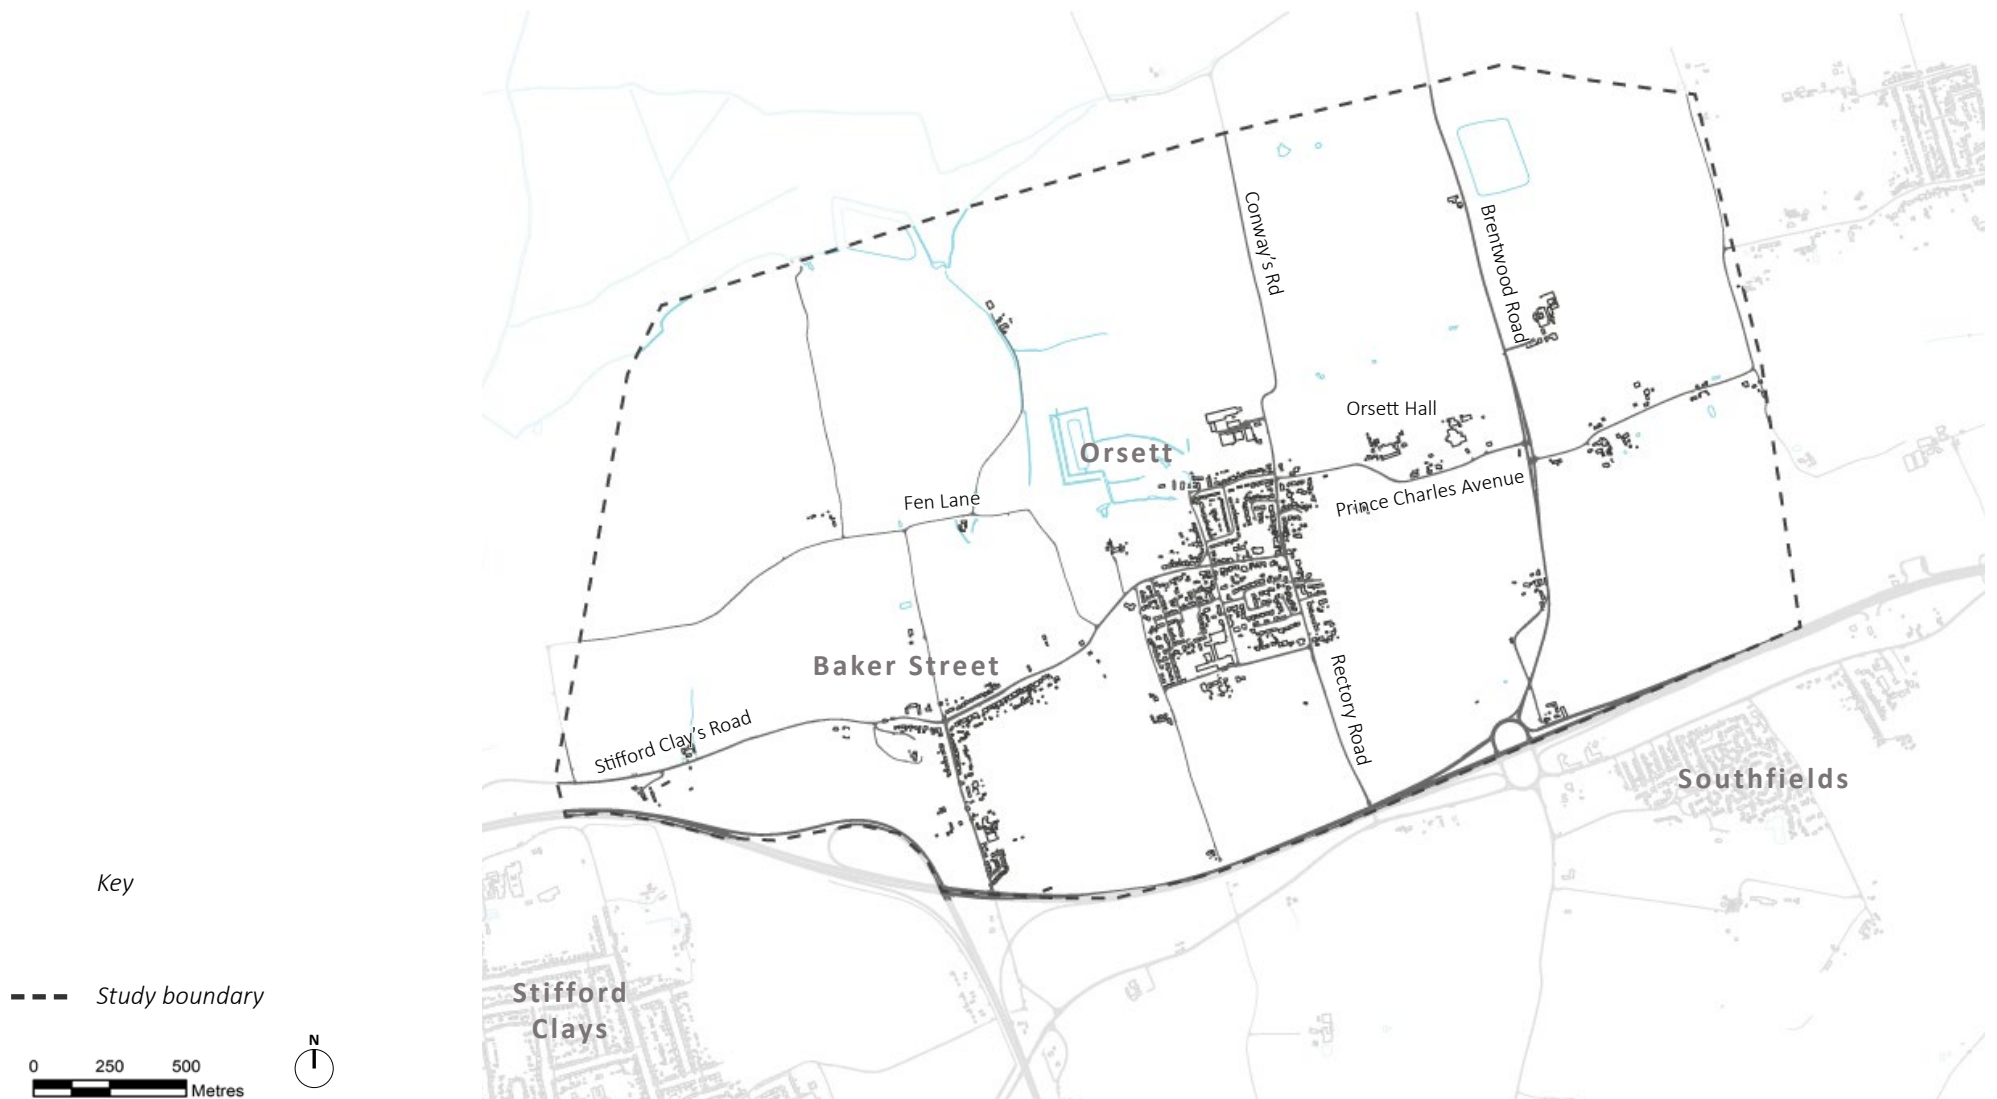 Conway's Rd
Brentwood Road
Orsett Hall
Orsett
Prince Charles Avenue
Fen Lane
Baker Street
Rectory Road
Stifford Clay's Road
Southfields
Key
Stifford
Clays
Study boundary
N
0 250 500
Metres